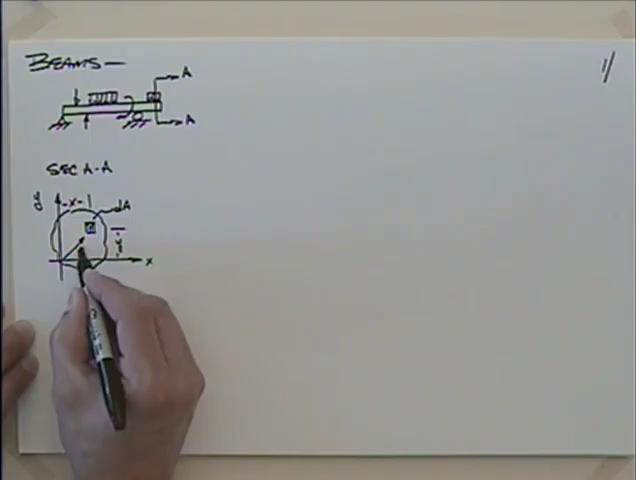 BEAMS—
1/
A
A
SEC A-A
y -x-
dA
y
x